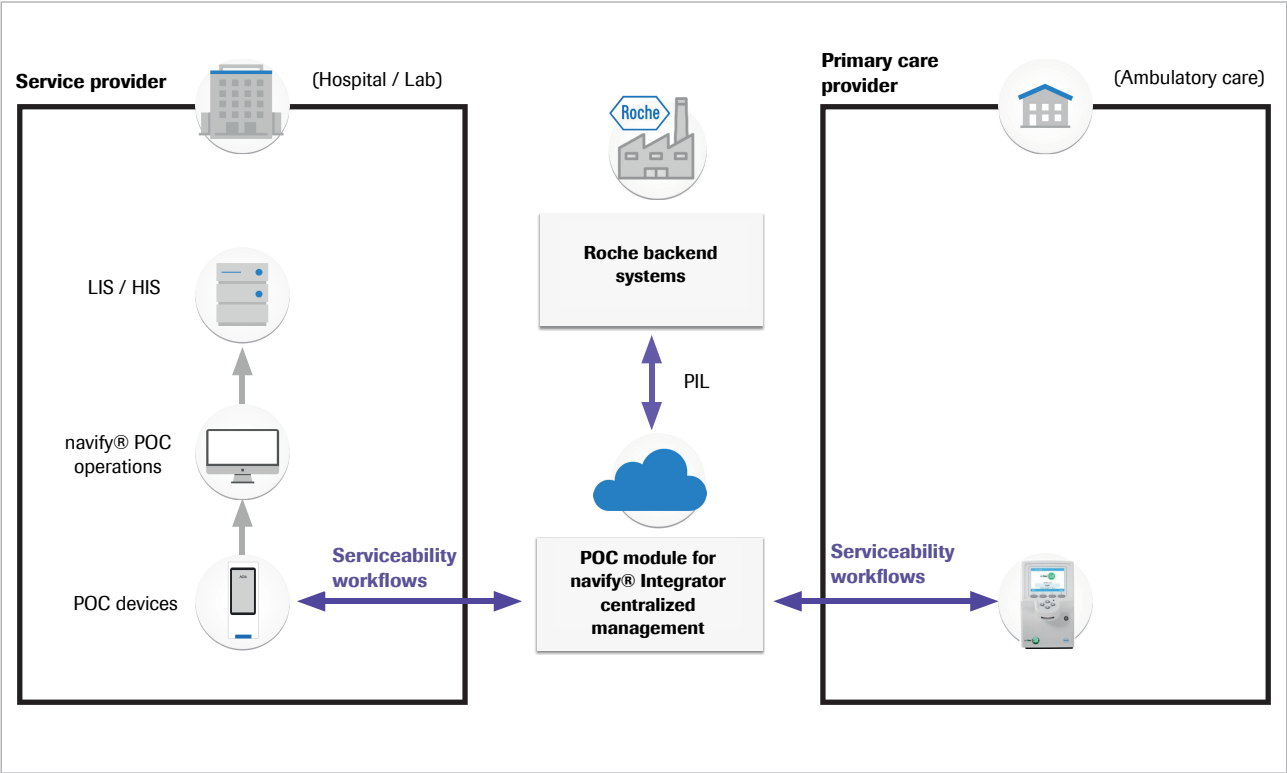 Service provider
(Hospital / Lab)
Roche
Primary care
provider
(Ambulatory care)
Roche backend
systems
LIS / HIS
PIL
navify® POC
operations
Serviceability
workflows
POC module for
navify® Integrator
centralized
management
Serviceability
workflows
POC devices